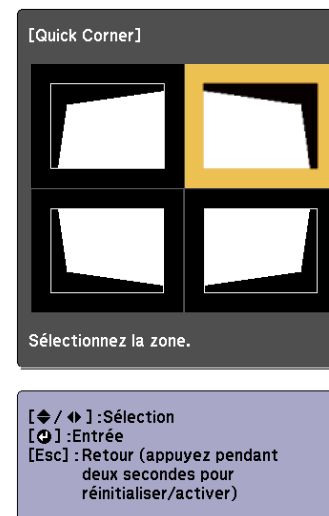 [Quick Corner]
Sélectionnez la zone.
[◆/◆] :Sélection
[↵] :Entrée
[Esc] : Retour (appuyez pendant
deux secondes pour
réinitialiser/activer)